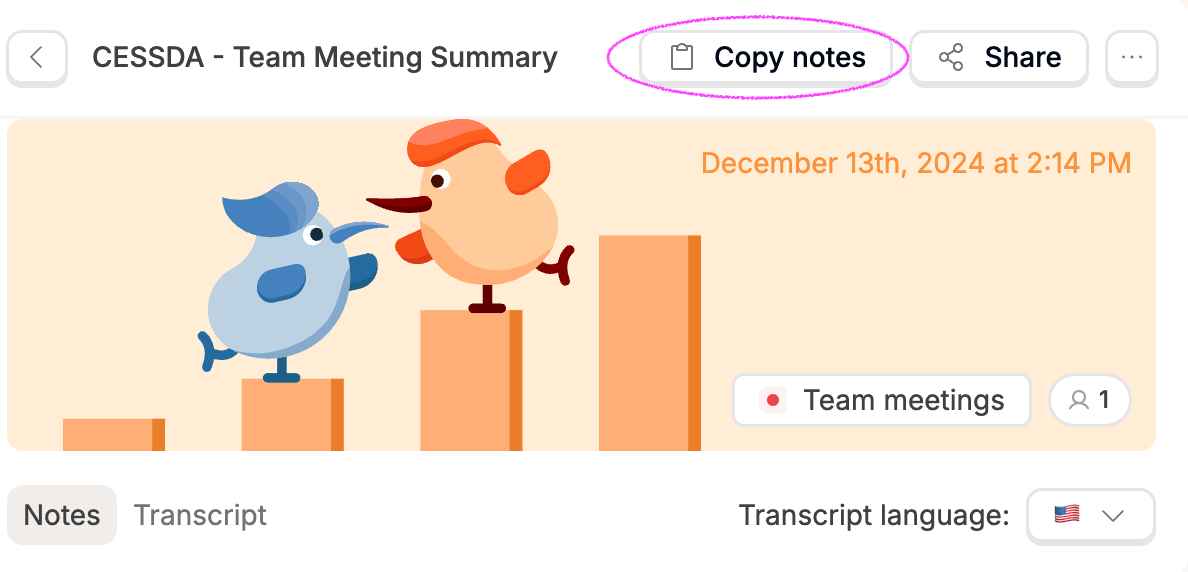 CESSDA - Team Meeting Summary
Copy notes
Share
December 13th, 2024 at 2:14 PM
Team meetings
1
Notes
Transcript
Transcript language: